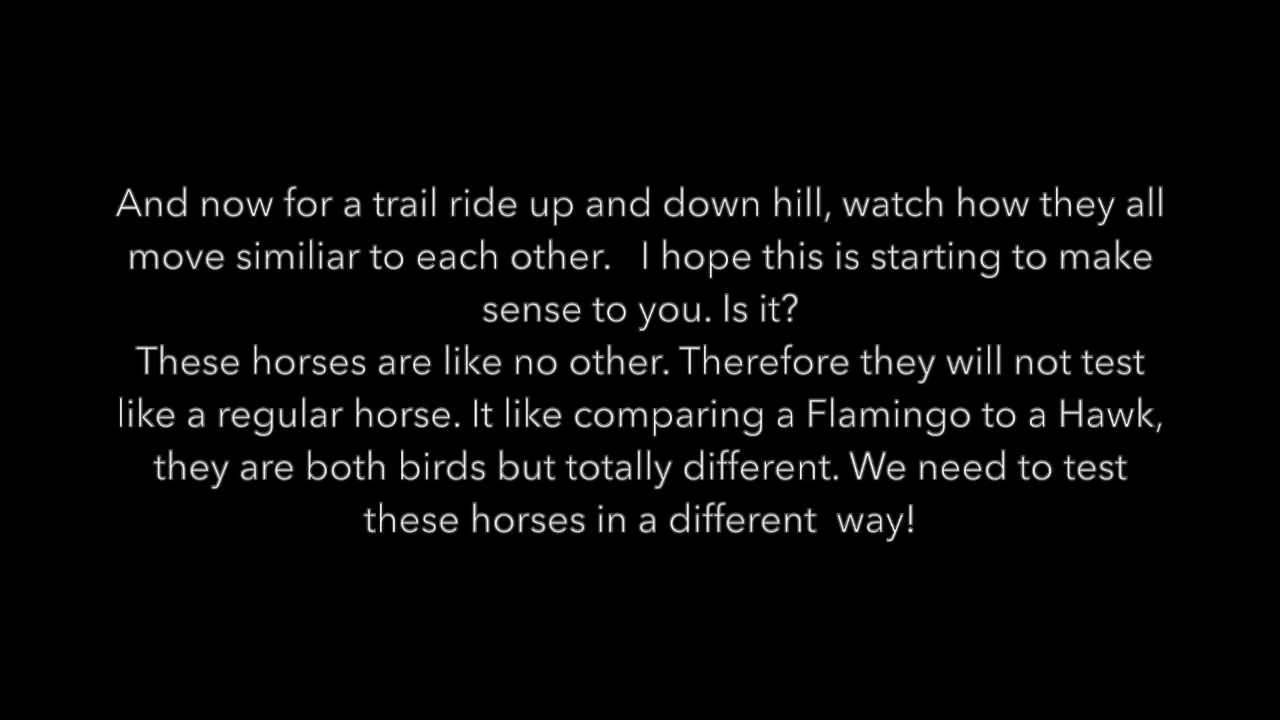 And now for a trail ride up and down hill, watch how they all
move similiar to each other.   I hope this is starting to make
sense to you. Is it?
These horses are like no other. Therefore they will not test
like a regular horse. It like comparing a Flamingo to a Hawk,
they are both birds but totally different. We need to test
these horses in a different  way!